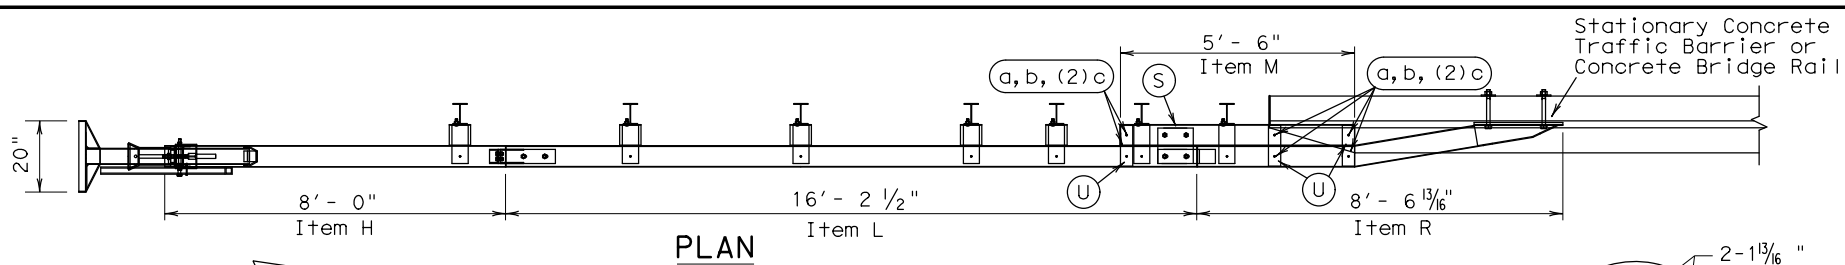 Stationary Concrete
Traffic Barrier or
Concrete Bridge Rail
5'- 6"
Item M
a, b, (2) c
S
a, b, (2) c
20"
U
U
8'- 0"
Item H
16'- 2 1/2"
Item L
8'- 6 13/16"
Item R
PLAN
2-1 13/16 "